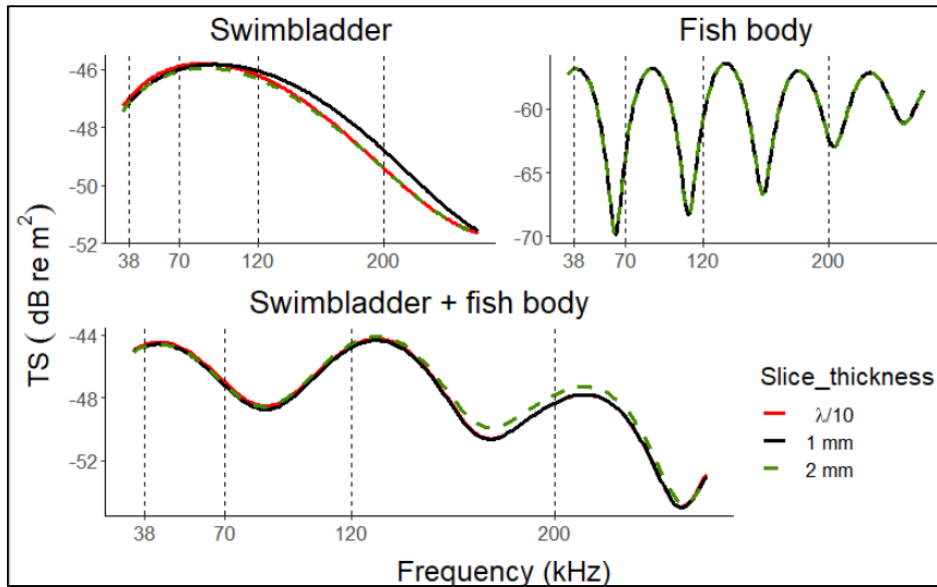 Swimbladder
Fish body
-46
-48
-50
-52
38 70 120 200
-60
-65
-70
38 70 120 200
Swimbladder + fish body
-44
-48
-52
38 70 120 200
TS ( dB re m²)
Frequency (kHz)
Slice_thickness
λ/10
1 mm
2 mm